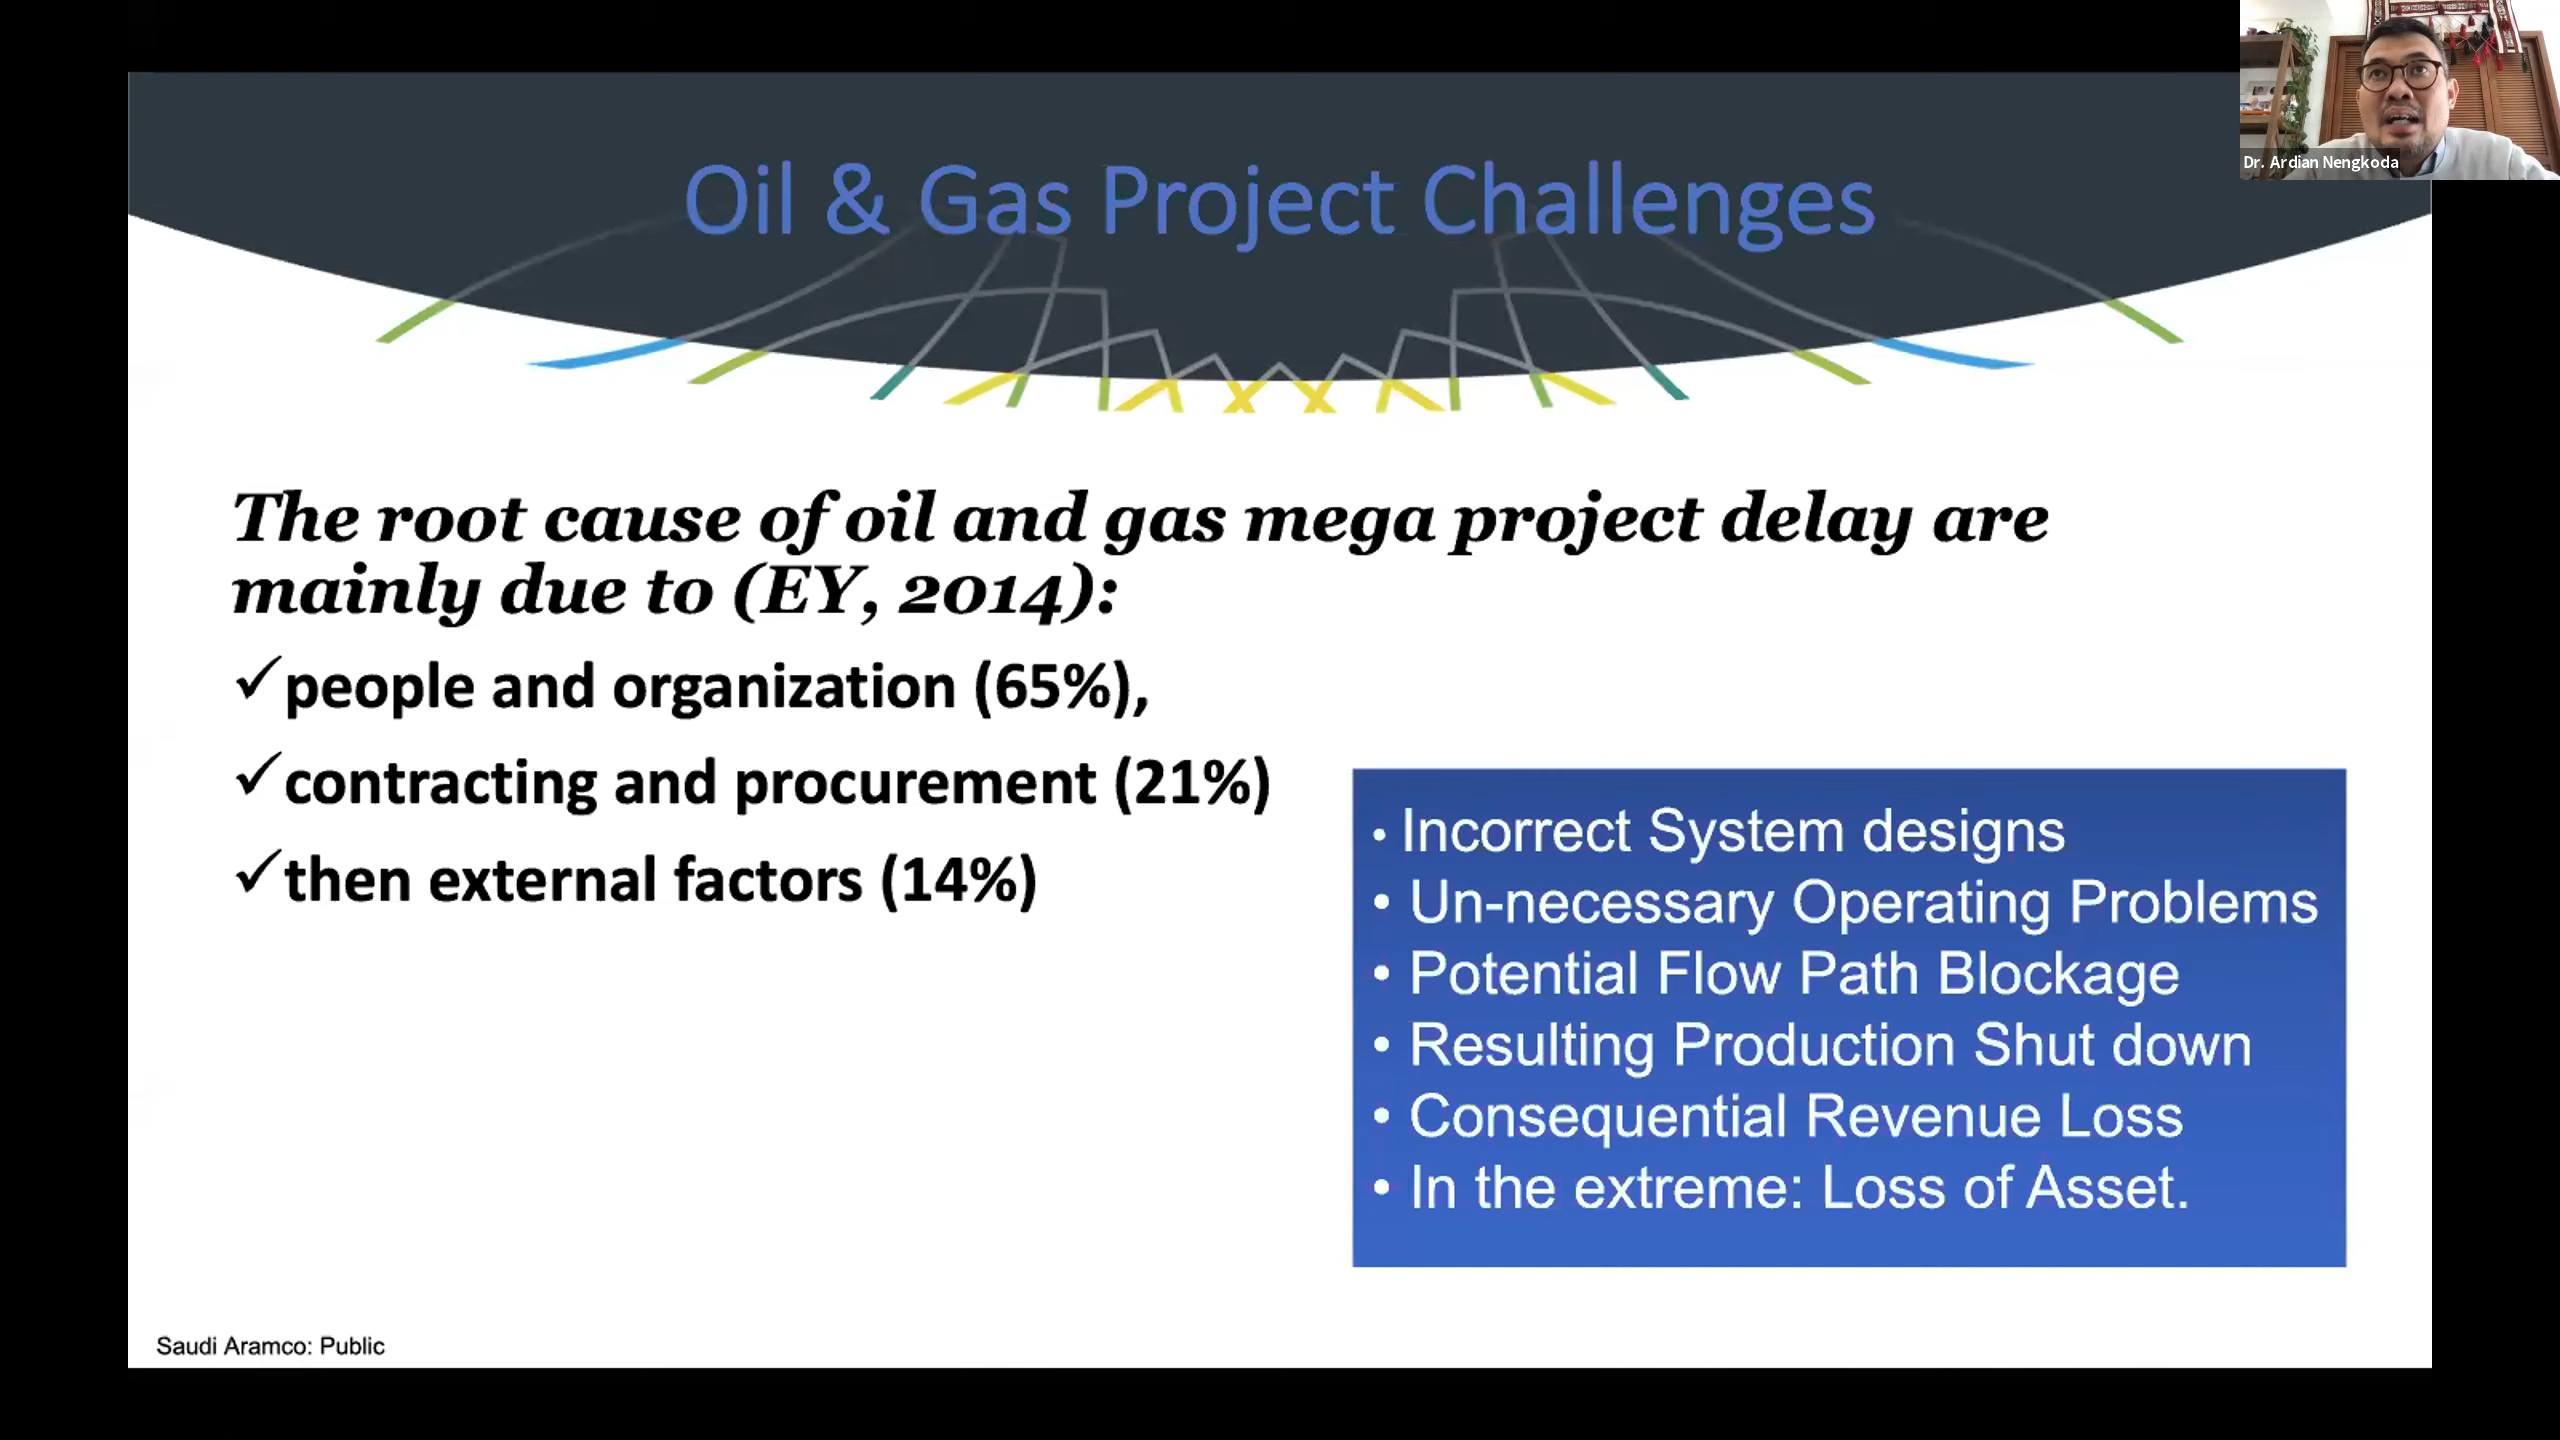 Dr. Ardian Nengkoda
Oil & Gas Project Challenges
The root cause of oil and gas mega project delay are
mainly due to (EY, 2014):
✓people and organization (65%),
✓contracting and procurement (21%)
✓then external factors (14%)
• Incorrect System designs
• Un-necessary Operating Problems
• Potential Flow Path Blockage
• Resulting Production Shut down
• Consequential Revenue Loss
• In the extreme: Loss of Asset.
Saudi Aramco: Public